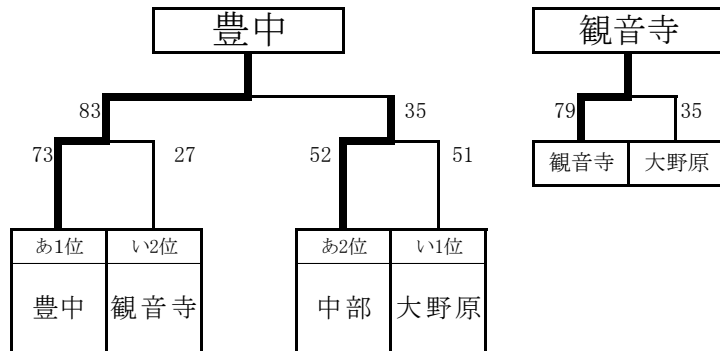 豊中 観音寺
83 35 79 35
73 27 52 51
観音寺 大野原
あ1位 い2位 あ2位 い1位
豊中 観音寺 中部 大野原